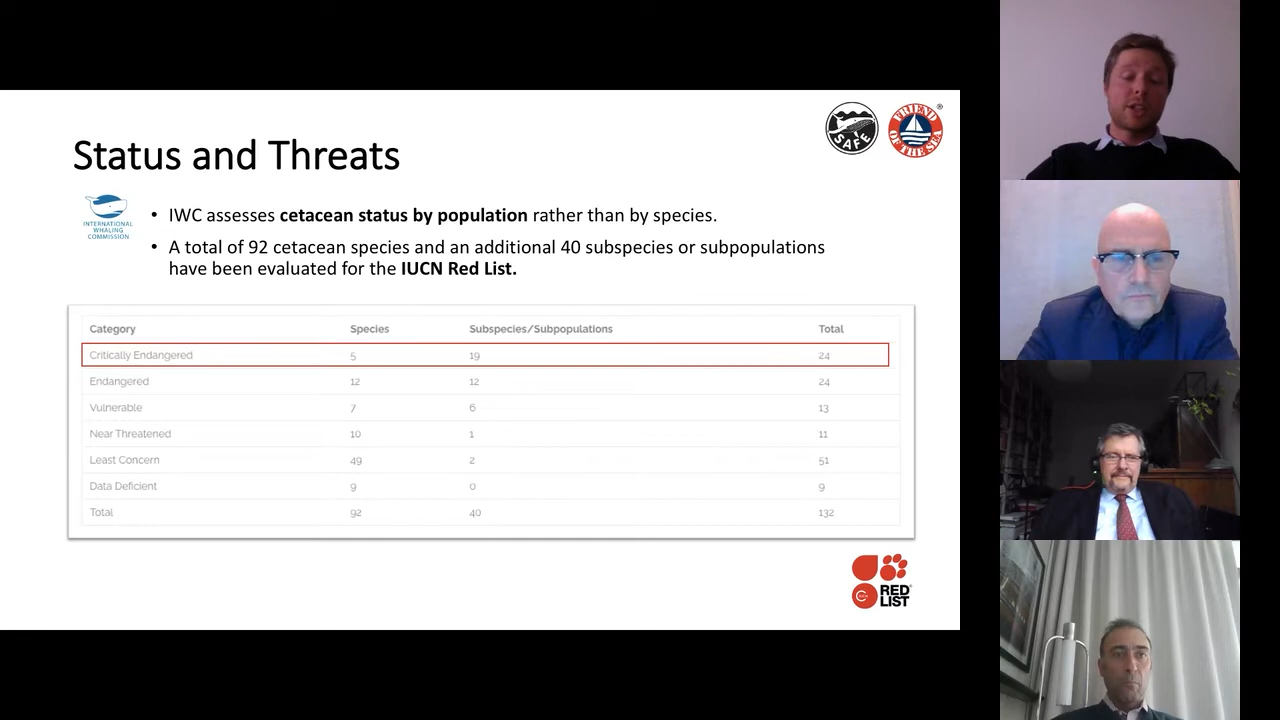 SAFE
FRIEND OF THE SEA
®
Status and Threats
INTERNATIONAL
WHALING
COMMISSION
• IWC assesses cetacean status by population rather than by species.
• A total of 92 cetacean species and an additional 40 subspecies or subpopulations
have been evaluated for the IUCN Red List.
Category Species Subspecies/Subpopulations Total
Critically Endangered 5 19 24
Endangered 12 12 24
Vulnerable 7 6 13
Near Threatened 10 1 11
Least Concern 49 2 51
Data Deficient 9 0 9
Total 92 40 132
RED
LIST